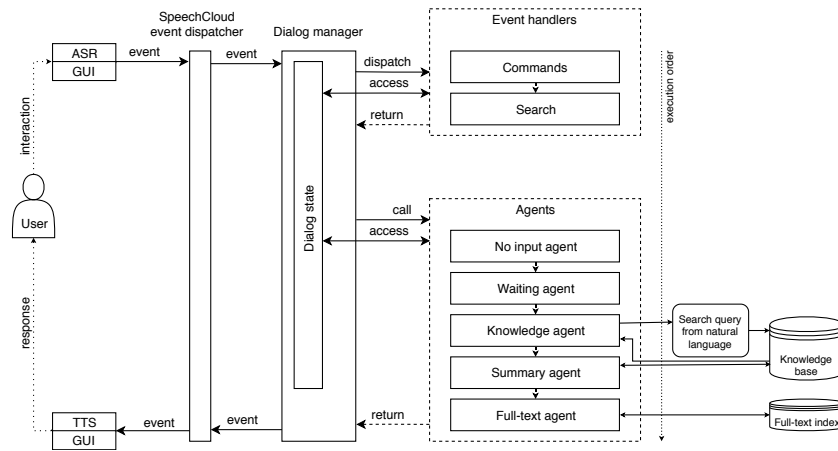 SpeechCloud
event dispatcher
Dialog manager
Event handlers
ASR
GUI
event
event
dispatch
access
return
Commands
Search
execution order
interaction
User
response
Dialog state
call
access
return
Agents
No input agent
Waiting agent
Knowledge agent
Summary agent
Full-text agent
Search query
from natural
language
Knowledge
base
Full-text index
TTS
GUI
event
event